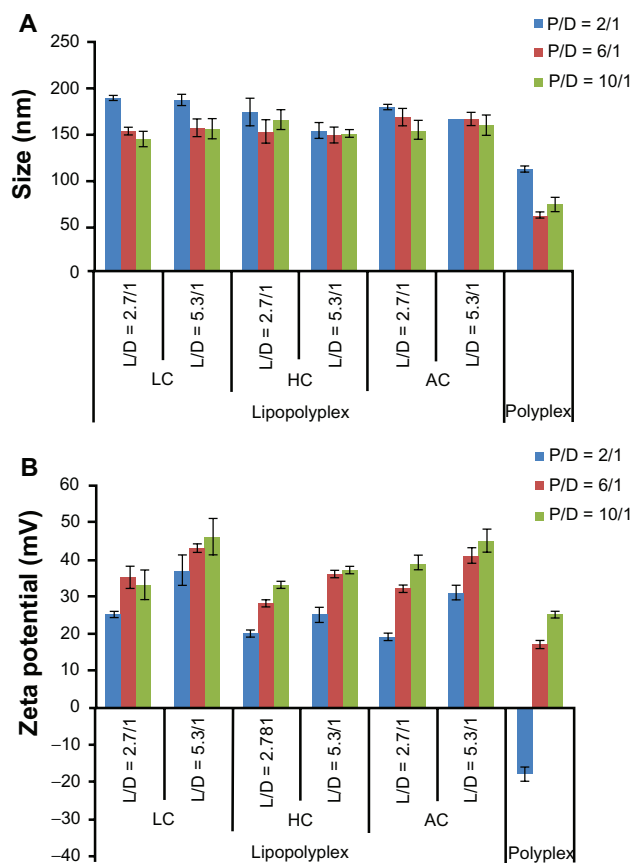 A
P/D = 2/1
P/D = 6/1
P/D = 10/1
Size (nm)
250
200
150
100
50
0
L/D = 2.7/1
L/D = 5.3/1
L/D = 2.7/1
L/D = 5.3/1
L/D = 2.7/1
L/D = 5.3/1
LC
HC
AC
Lipopolyplex
Polyplex
B
P/D = 2/1
P/D = 6/1
P/D = 10/1
Zeta potential (mV)
60
50
40
30
20
10
0
–10
–20
–30
–40
L/D = 2.7/1
L/D = 5.3/1
L/D = 2.781
L/D = 5.3/1
L/D = 2.7/1
L/D = 5.3/1
LC
HC
AC
Lipopolyplex
Polyplex